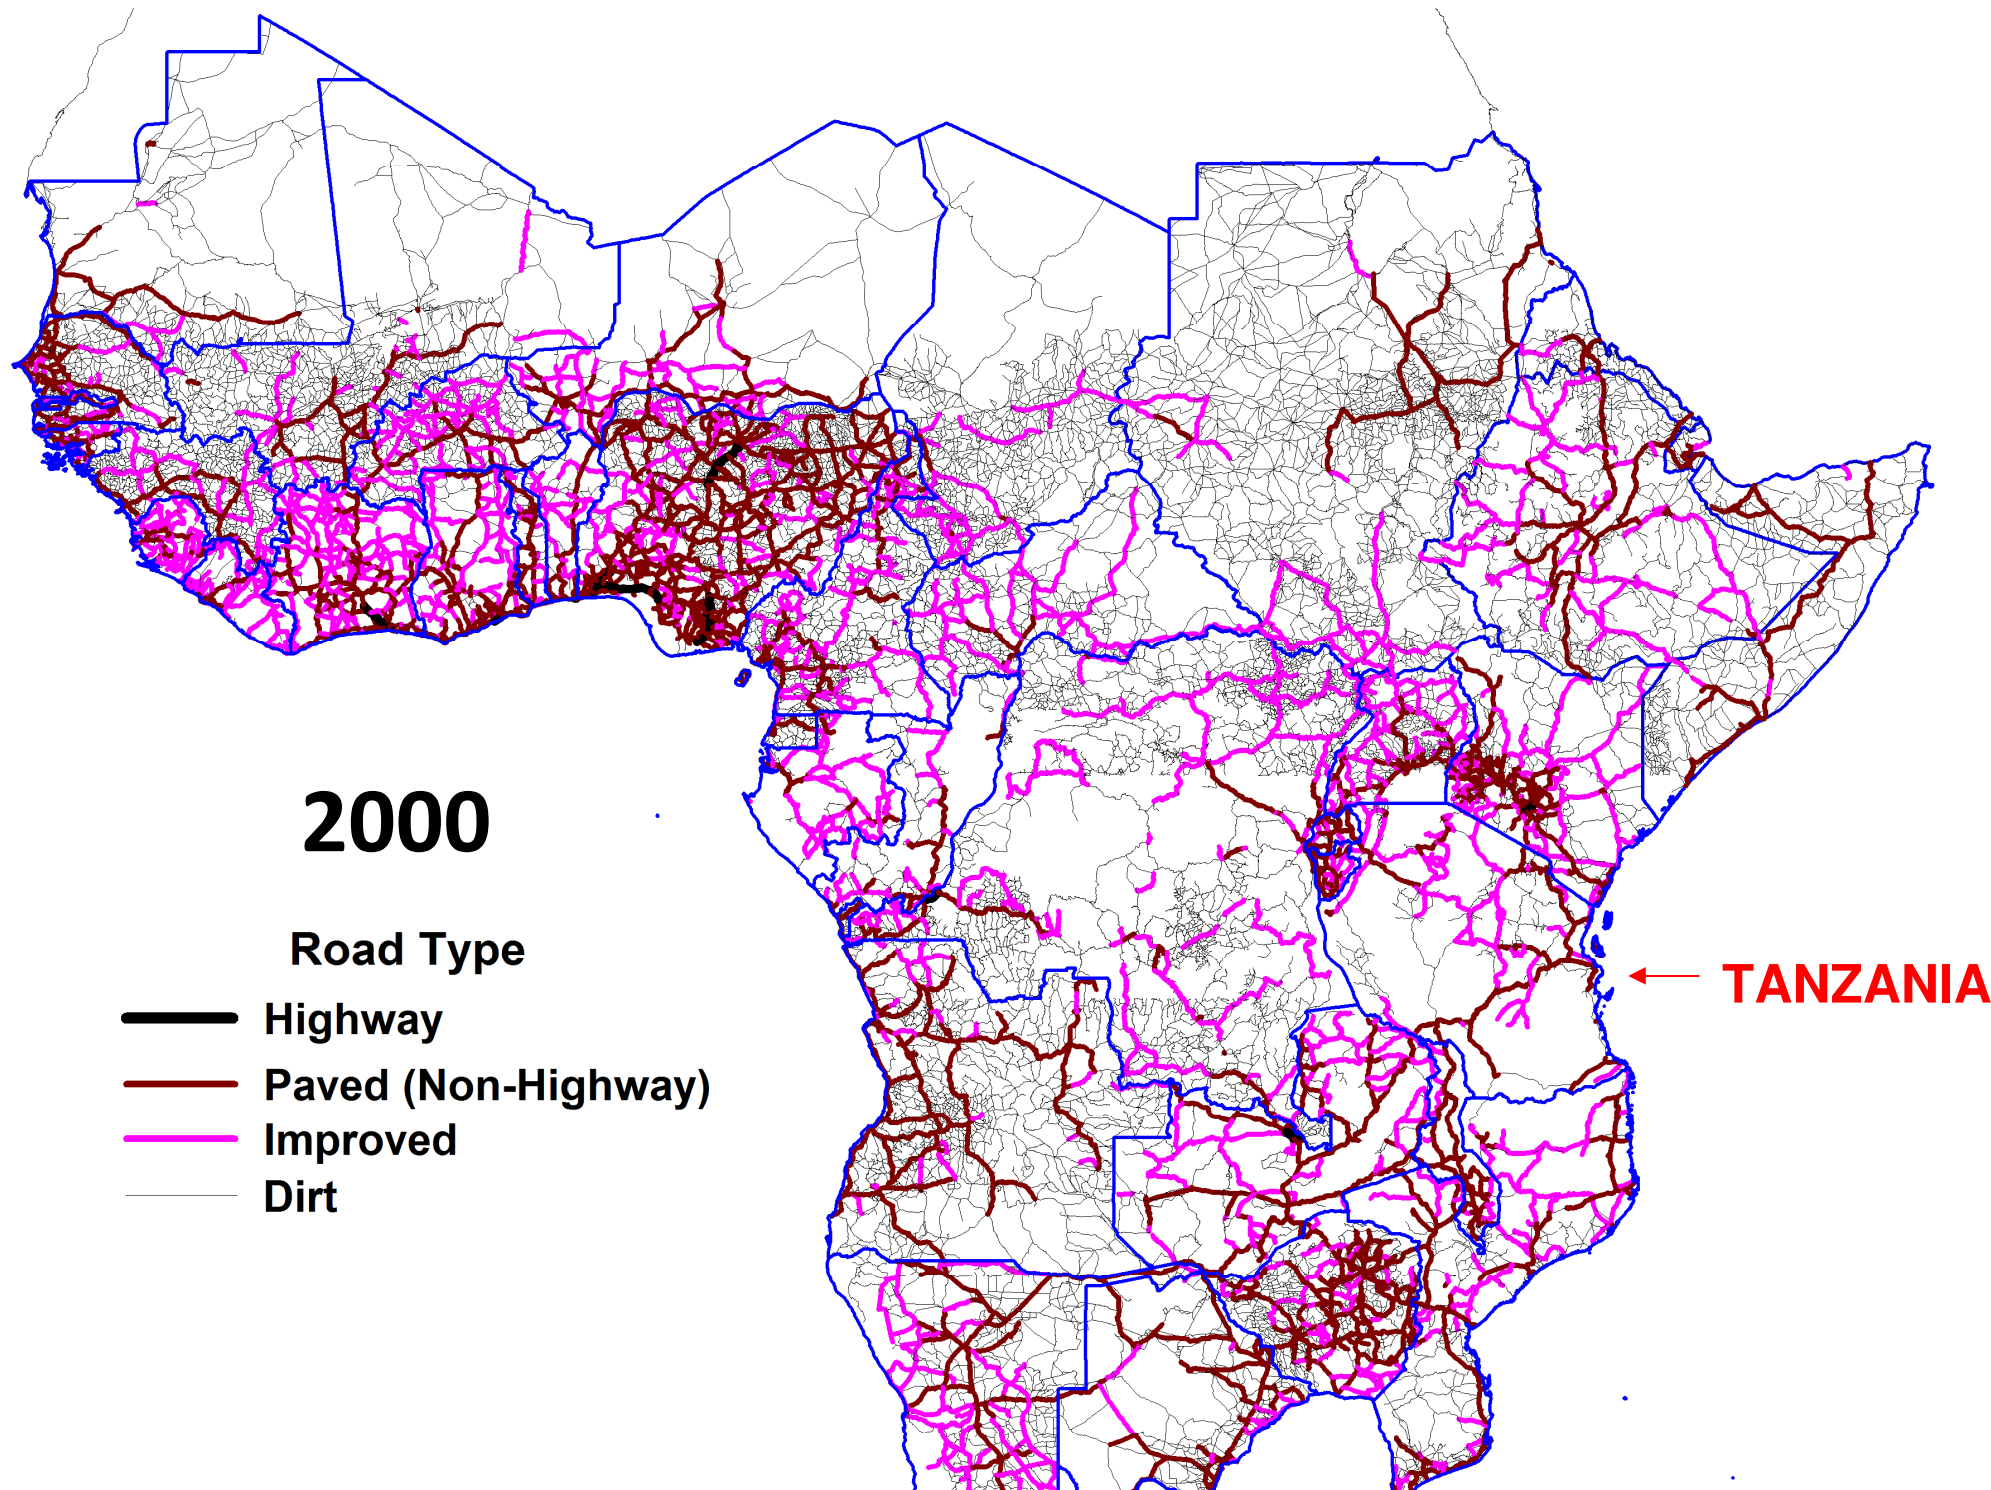 2000
Road Type
Highway
Paved (Non-Highway)
Improved
Dirt
TANZANIA